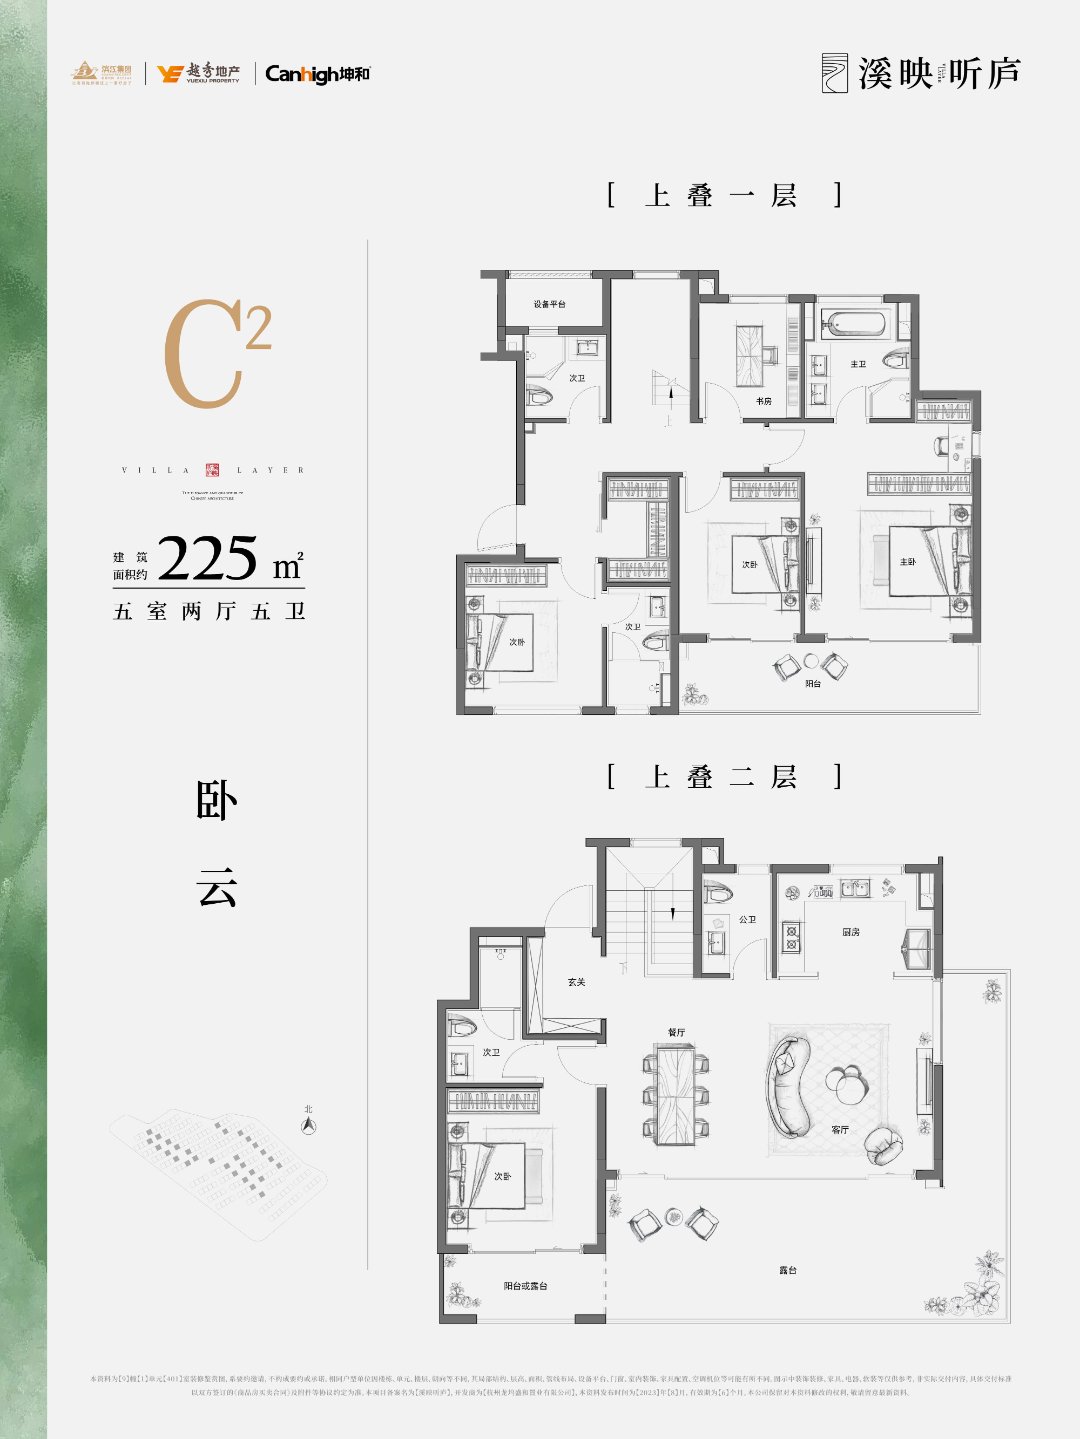 滨江集团
越秀地产
YUEXIU PROPERTY
Canhigh坤和
溪映听庐
VILLA LAYER
[ 上叠一层 ]
设备平台
次卫
书房
主卫
次卧
主卧
次卧
次卫
阳台
C²
VILLA LAYER
建筑面积约 225 m²
五室两厅五卫
卧云
北
[ 上叠二层 ]
公卫
厨房
玄关
餐厅
次卫
客厅
次卧
露台
阳台或露台